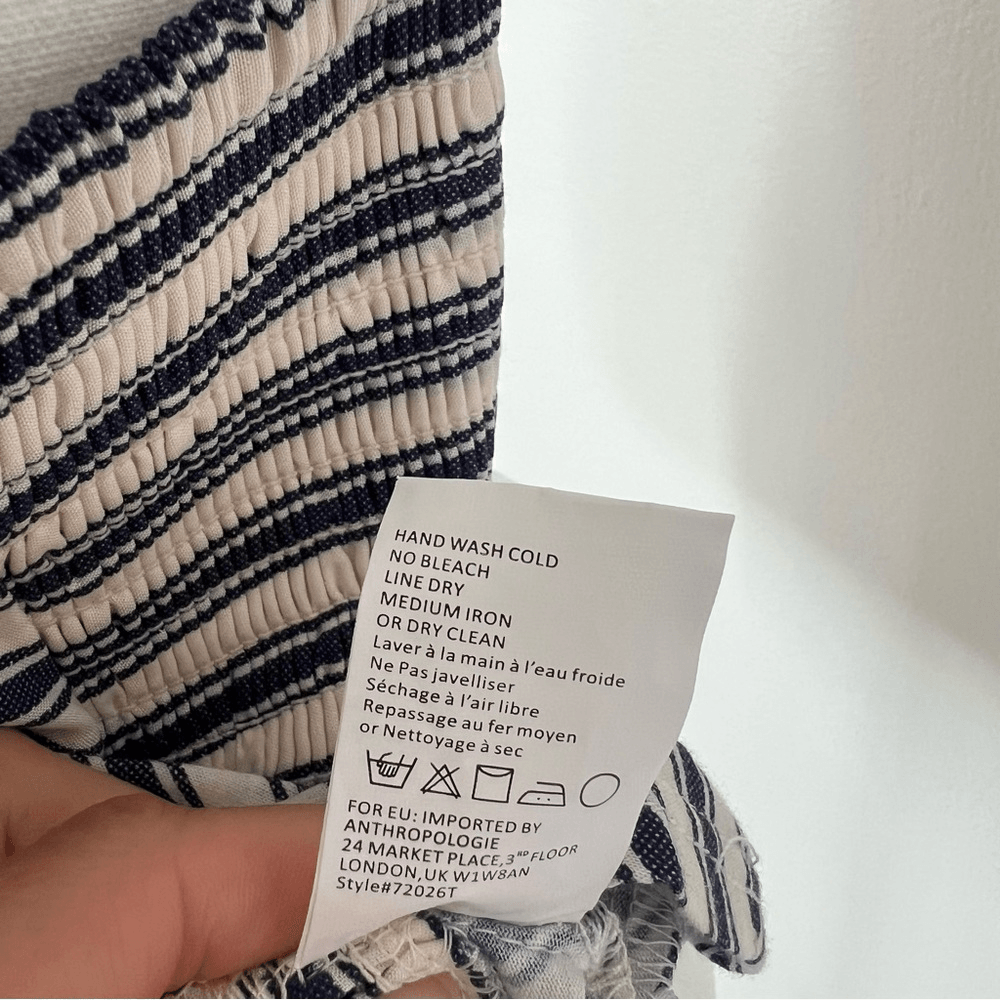 HAND WASH COLD
NO BLEACH
LINE DRY
MEDIUM IRON
OR DRY CLEAN
Laver à la main à l'eau froide
Ne Pas javelliser
Séchage à l'air libre
Repassage au fer moyen
or Nettoyage à sec
FOR EU: IMPORTED BY
ANTHROPOLOGIE
24 MARKET PLACE,3RD FLOOR
LONDON,UK W1W8AN
Style#72026T